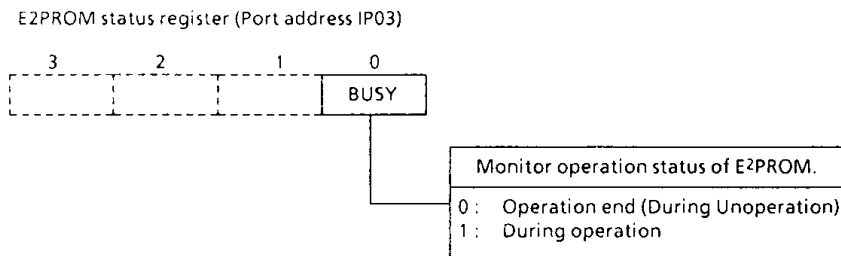 E2PROM status register (Port address IP03)
3 2 1 0
BUSY
Monitor operation status of E2PROM.
0 : Operation end (During Unoperation)
1 : During operation